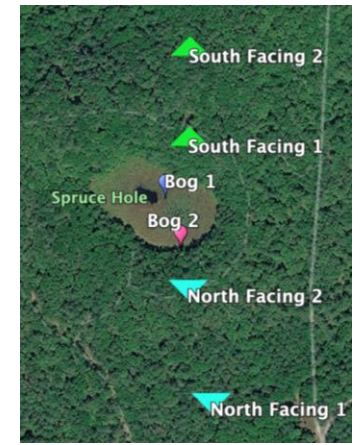 South Facing 2
South Facing 1
Bog 1
Spruce Hole
Bog 2
North Facing 2
North Facing 1